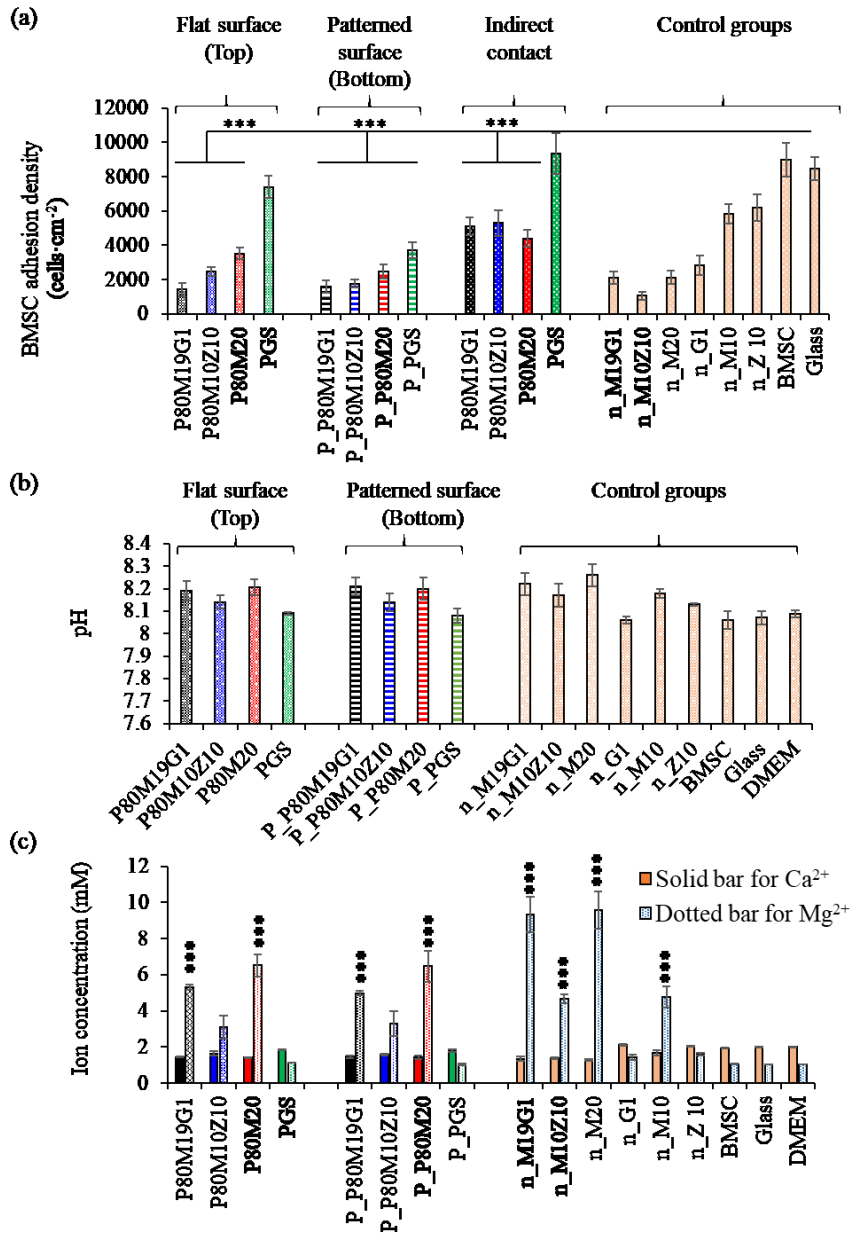 (a)
Flat surface
(Top)
Patterned
surface
(Bottom)
Indirect
contact
Control groups
BMSC adhesion density
(cells·cm-2)
12000
10000
8000
6000
4000
2000
0
***
***
***
P80M19G1
P80M10Z10
P80M20
PGS
P_P80M19G1
P_P80M10Z10
P_P80M20
P_PGS
P80M19G1
P80M10Z10
P80M20
PGS
n_M19G1
n_M10Z10
n_M20
n_G1
n_M10
n_Z 10
BMSC
Glass
(b)
Flat surface
(Top)
Patterned surface
(Bottom)
Control groups
pH
8.4
8.3
8.2
8.1
8
7.9
7.8
7.7
7.6
P80M19G1
P80M10Z10
P80M20
PGS
P_P80M19G1
P_P80M10Z10
P_P80M20
P_PGS
n_M19G1
n_M10Z10
n_M20
n_G1
n_M10
n_Z10
BMSC
Glass
DMEM
(c)
Ion concentration (mM)
12
10
8
6
4
2
0
***
***
***
***
***
***
***
***
Solid bar for Ca2+
Dotted bar for Mg2+
P80M19G1
P80M10Z10
P80M20
PGS
P_P80M19G1
P_P80M10Z10
P_P80M20
P_PGS
n_M19G1
n_M10Z10
n_M20
n_G1
n_M10
n_Z 10
BMSC
Glass
DMEM